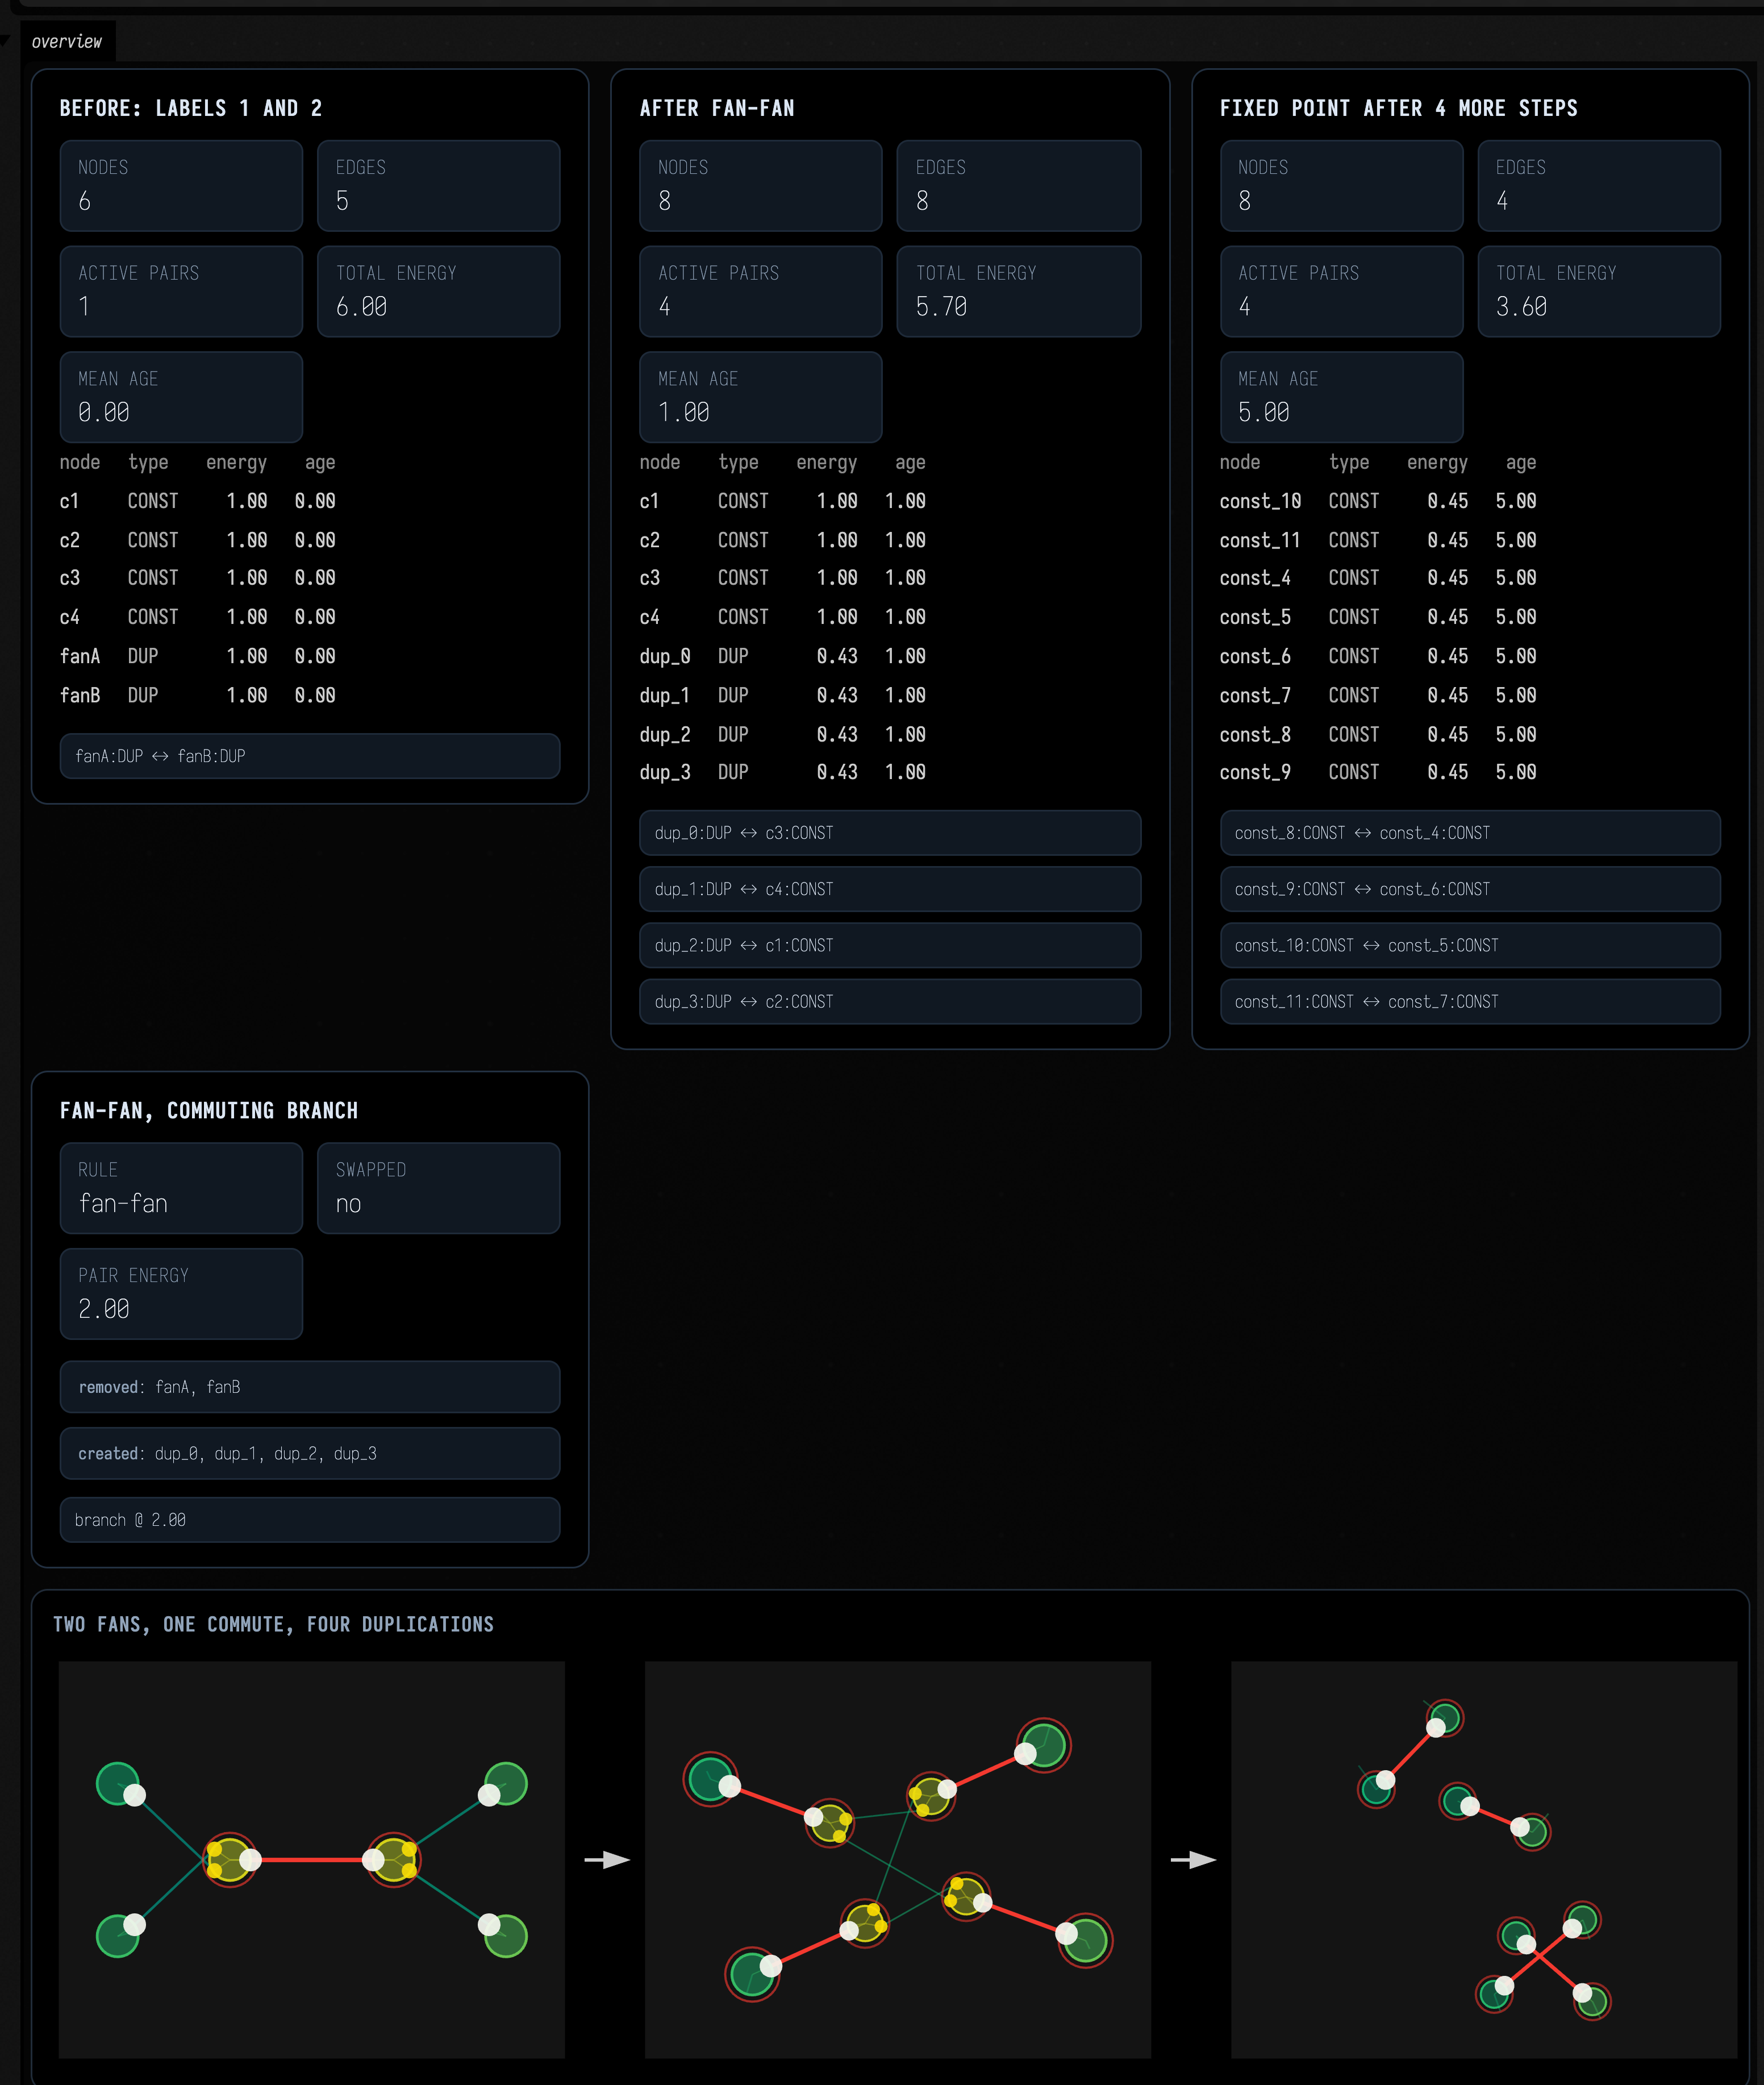 overview
BEFORE: LABELS 1 AND 2
NODES
6
EDGES
5
ACTIVE PAIRS
1
TOTAL ENERGY
6.00
MEAN AGE
0.00
node type energy age
c1 CONST 1.00 0.00
c2 CONST 1.00 0.00
c3 CONST 1.00 0.00
c4 CONST 1.00 0.00
fanA DUP 1.00 0.00
fanB DUP 1.00 0.00
fanA:DUP ↔ fanB:DUP
AFTER FAN-FAN
NODES
8
EDGES
8
ACTIVE PAIRS
4
TOTAL ENERGY
5.70
MEAN AGE
1.00
node type energy age
c1 CONST 1.00 1.00
c2 CONST 1.00 1.00
c3 CONST 1.00 1.00
c4 CONST 1.00 1.00
dup_0 DUP 0.43 1.00
dup_1 DUP 0.43 1.00
dup_2 DUP 0.43 1.00
dup_3 DUP 0.43 1.00
dup_0:DUP ↔ c3:CONST
dup_1:DUP ↔ c4:CONST
dup_2:DUP ↔ c1:CONST
dup_3:DUP ↔ c2:CONST
FIXED POINT AFTER 4 MORE STEPS
NODES
8
EDGES
4
ACTIVE PAIRS
4
TOTAL ENERGY
3.60
MEAN AGE
5.00
node type energy age
const_10 CONST 0.45 5.00
const_11 CONST 0.45 5.00
const_4 CONST 0.45 5.00
const_5 CONST 0.45 5.00
const_6 CONST 0.45 5.00
const_7 CONST 0.45 5.00
const_8 CONST 0.45 5.00
const_9 CONST 0.45 5.00
const_8:CONST ↔ const_4:CONST
const_9:CONST ↔ const_6:CONST
const_10:CONST ↔ const_5:CONST
const_11:CONST ↔ const_7:CONST
FAN-FAN, COMMUTING BRANCH
RULE
fan-fan
SWAPPED
no
PAIR ENERGY
2.00
removed: fanA, fanB
created: dup_0, dup_1, dup_2, dup_3
branch @ 2.00
TWO FANS, ONE COMMUTE, FOUR DUPLICATIONS